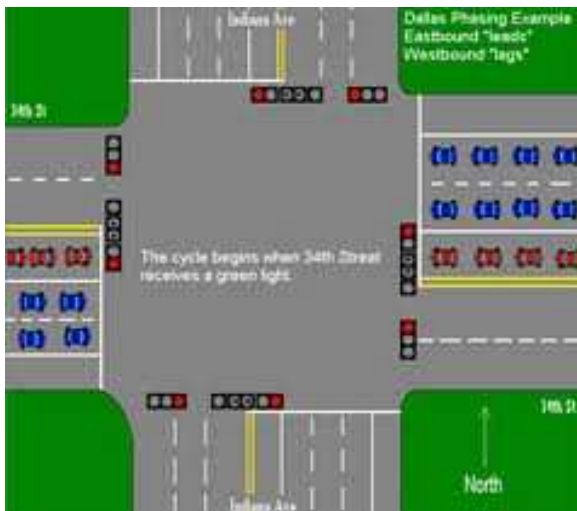 Indiana Ave
Dallas Phasing Example
Eastbound "leads"
Westbound "lags"
34th St
The cycle begins when 34th Street
receives a green light.
34th St
North
Indiana Ave